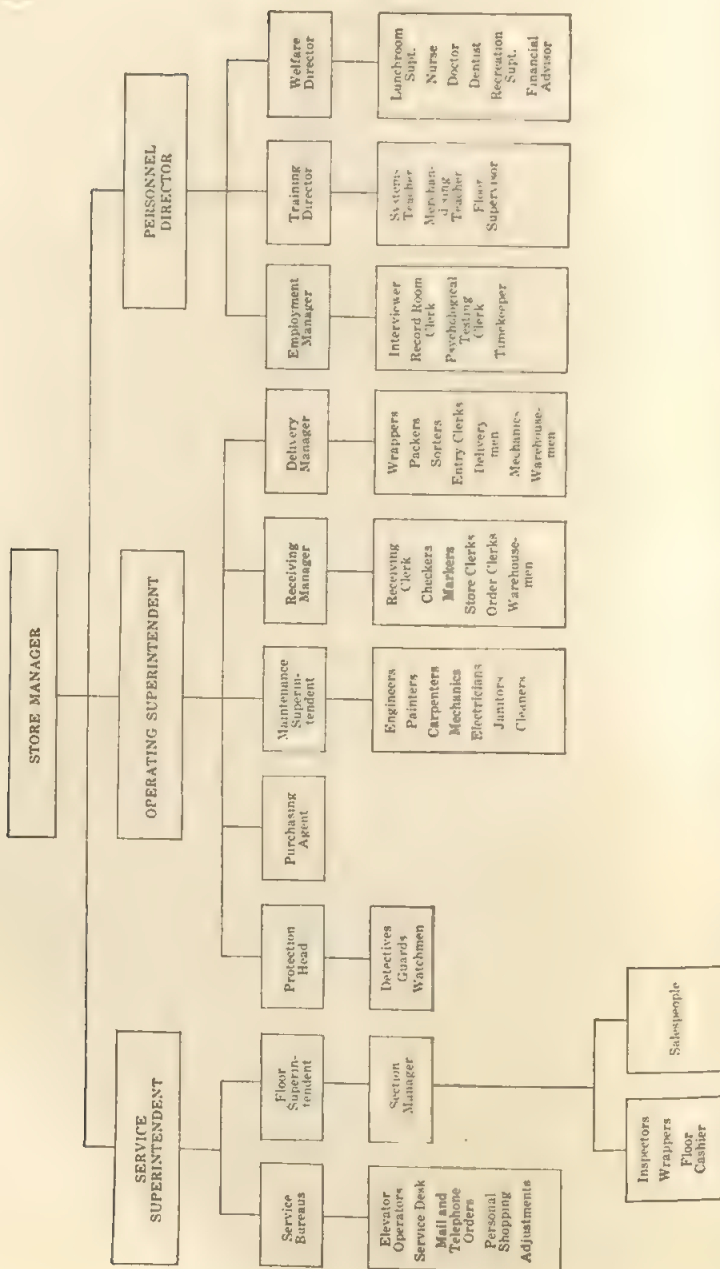 STORE MANAGER
SERVICE
SUPERINTENDENT
OPERATING SUPERINTENDENT
PERSONNEL
DIRECTOR
Service
Bureaus
Floor
Superin-
tendent
Protection
Head
Purchasing
Agent
Maintenance
Superin-
tendent
Receiving
Manager
Delivery
Manager
Employment
Manager
Training
Director
Welfare
Director
Elevator
Operators
Service Desk
Mail and
Telephone
Orders
Personal
Shopping
Adjustments
Section
Manager
Detectives
Guards
Watchmen
Engineers
Painters
Carpenters
Mechanics
Electricians
Janitors
Cleaners
Receiving
Clerk
Checkers
Markers
Store Clerks
Order Clerks
Warehouse-
men
Wrappers
Packers
Sorters
Entry Clerks
Delivery
men
Mechanics
Warehouse-
men
Interviewer
Record Room
Clerk
Psychological
Testing
Clerk
Timekeeper
Systems
Teacher
Merchan-
dising
Teacher
Floor
Supervisor
Lunchroom
Supt.
Nurse
Doctor
Dentist
Recreation
Supt.
Financial
Advisor
Inspectors
Wrappers
Floor
Cashier
Salespeople